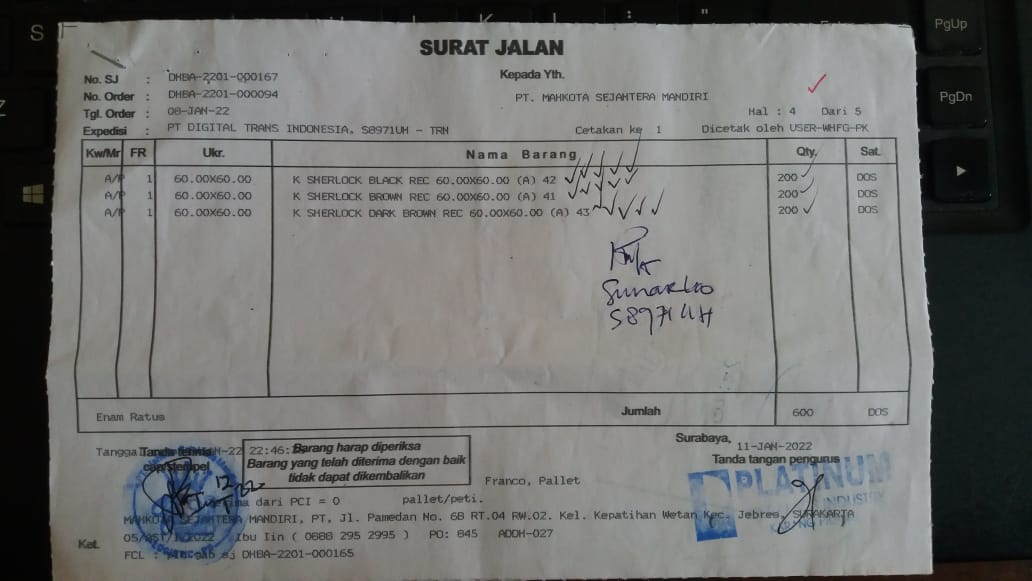 SURAT JALAN
No. SJ : DHBA-2201-000167
Kepada Yth.
No. Order : DHBA-2201-000094
PT. MAHKOTA SEJAHTERA MANDIRI
Tgl. Order : 08-JAN-22
Hal : 4 Dari 5
Expedisi : PT DIGITAL TRANS INDONESIA, S8971UH - TRN
Cetakan ke 1 Dicetak oleh USER-WHFG-PK
Kw/Mr FR Ukr. Nama Barang Qty. Sat.
A/P 1 60.00X60.00 K SHERLOCK BLACK REC 60.00X60.00 (A) 42 200 DOS
A/P 1 60.00X60.00 K SHERLOCK BROWN REC 60.00X60.00 (A) 41 200 DOS
A/P 1 60.00X60.00 K SHERLOCK DARK BROWN REC 60.00X60.00 (A) 43 200 DOS
Sunarko
S8971UH
Enam Ratus Jumlah 600 DOS
Surabaya, 11-JAN-2022
Tanda terima
cap/stempel
22:46:
Barang harap diperiksa
Barang yang telah diterima dengan baik
tidak dapat dikembalikan
Tanda tangan pengurus
PLATINUM
INDUSTRY
Franco, Pallet
dari PCI = 0 pallet/peti.
MAHKOTA SEJAHTERA MANDIRI, PT, Jl. Pamedan No. 6B RT.04 RW.02. Kel. Kepatihan Wetan Kec. Jebres, SURAKARTA
Ket. 2022 Ibu Iin ( 0888 295 2995 ) PO: 845 ADDH-027
FCL : sj DHBA-2201-000165
PgUp
PgDn